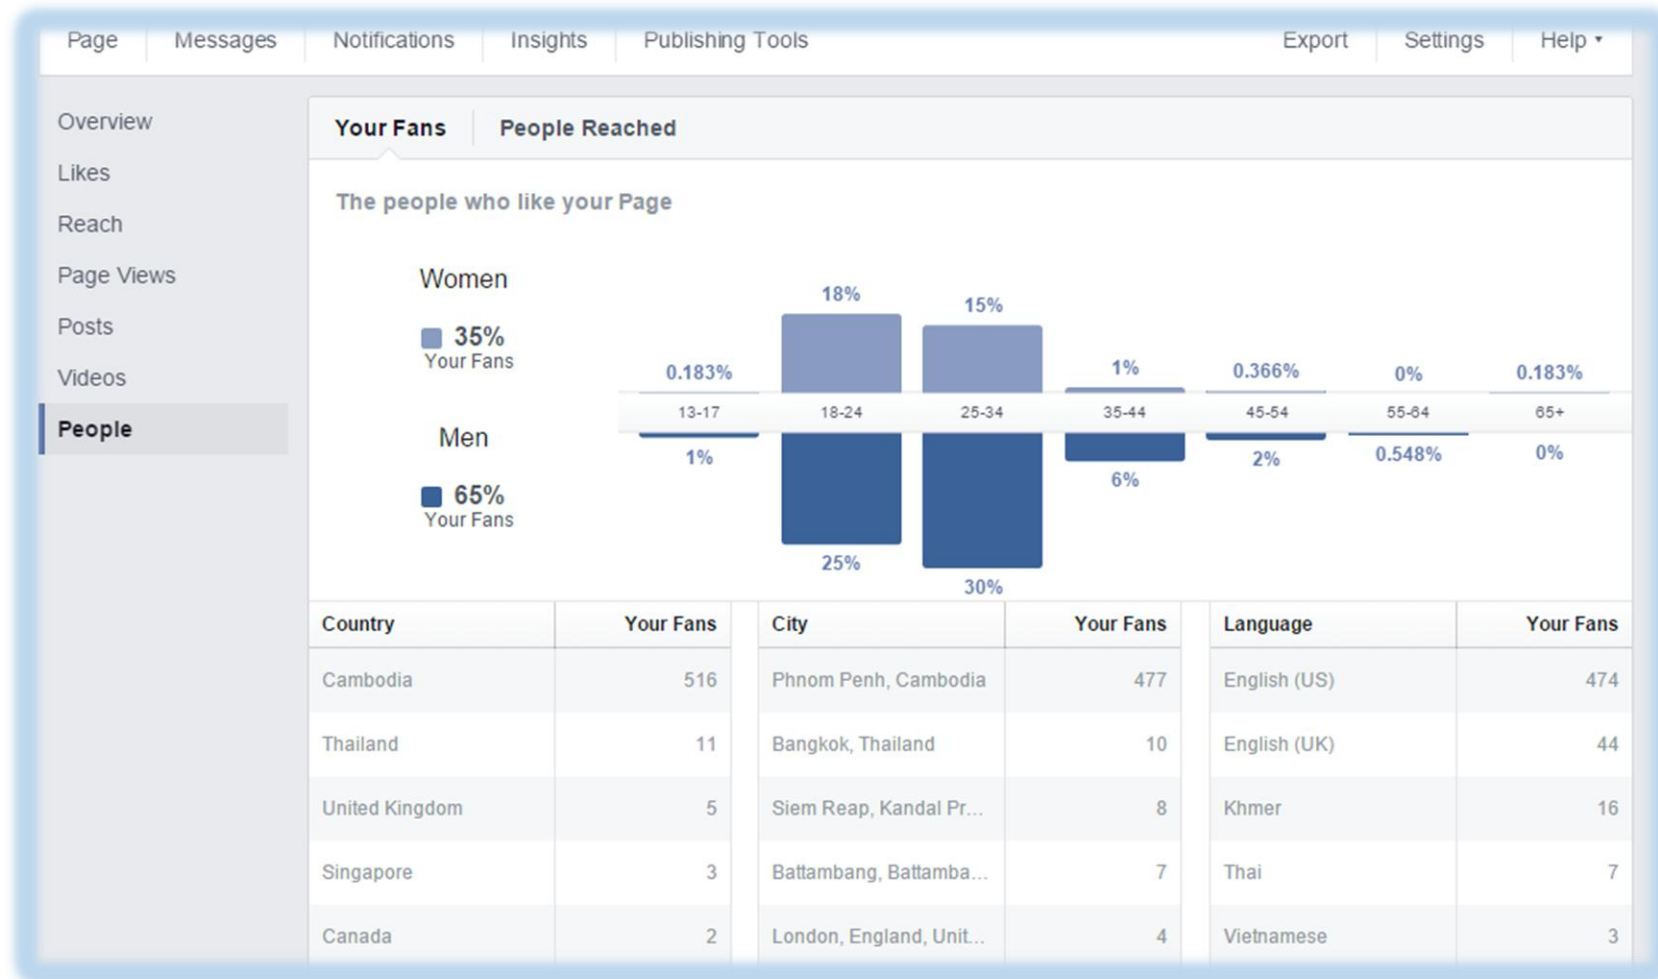 Page Messages Notifications Insights Publishing Tools Export Settings Help
Overview
Likes
Reach
Page Views
Posts
Videos
People
Your Fans People Reached
The people who like your Page
Women
35%
Your Fans
Men
65%
Your Fans
0.183% 18% 15% 1% 0.366% 0% 0.183%
13-17 18-24 25-34 35-44 45-54 55-64 65+
1% 25% 30% 6% 2% 0.548% 0%
Country Your Fans City Your Fans Language Your Fans
Cambodia 516 Phnom Penh, Cambodia 477 English (US) 474
Thailand 11 Bangkok, Thailand 10 English (UK) 44
United Kingdom 5 Siem Reap, Kandal Pr... 8 Khmer 16
Singapore 3 Battambang, Battamba... 7 Thai 7
Canada 2 London, England, Unit... 4 Vietnamese 3